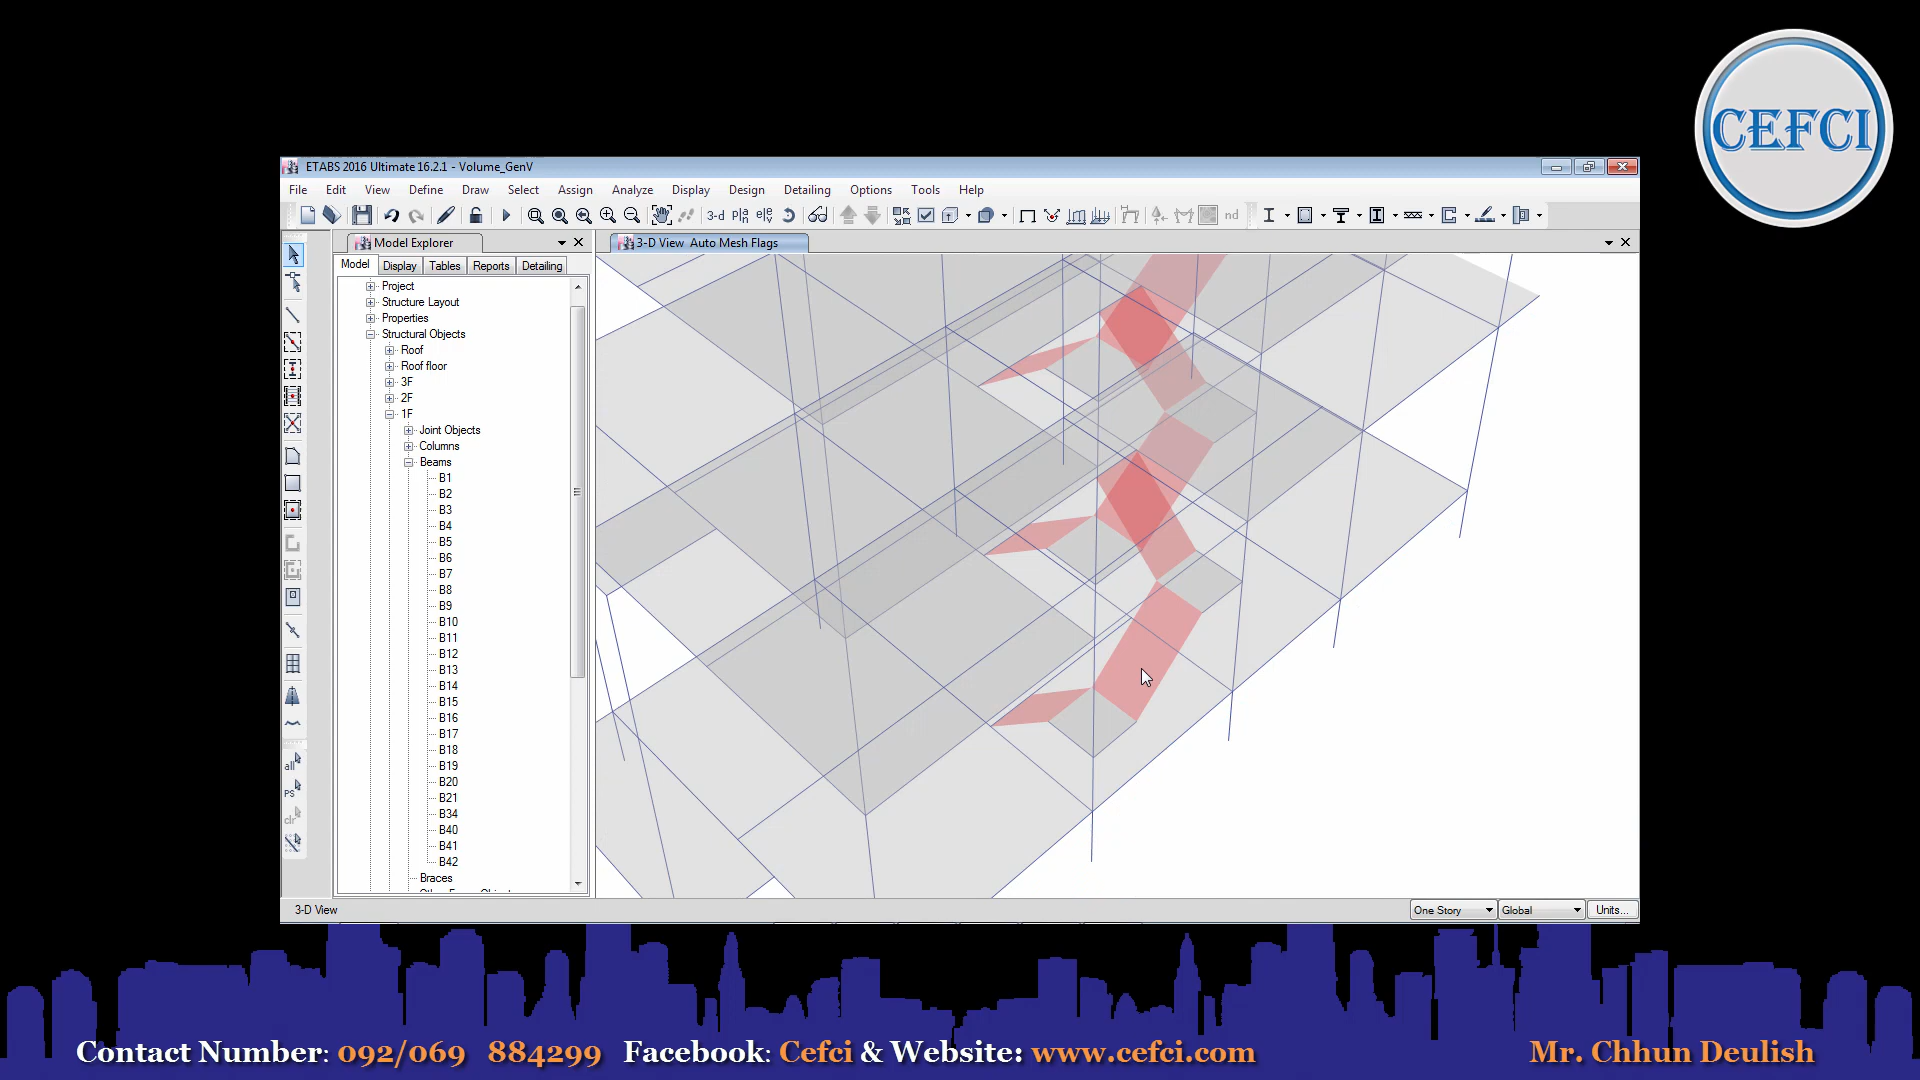 CEFCI
ETABS 2016 Ultimate 16.2.1 - Volume_GenV
File Edit View Define Draw Select Assign Analyze Display Design Detailing Options Tools Help
3-d nd
Model Explorer
3-D View Auto Mesh Flags
Model Display Tables Reports Detailing
Project
Structure Layout
Properties
Structural Objects
Roof
Roof floor
3F
2F
1F
Joint Objects
Columns
Beams
B1
B2
B3
B4
B5
B6
B7
B8
B9
B10
B11
B12
B13
B14
B15
B16
B17
B18
B19
B20
B21
B34
B40
B41
B42
Braces
all
PS
clr
3-D View
One Story Global Units...
Contact Number: 092/069 884299 Facebook: Cefci & Website: www.cefci.com
Mr. Chhun Deulish